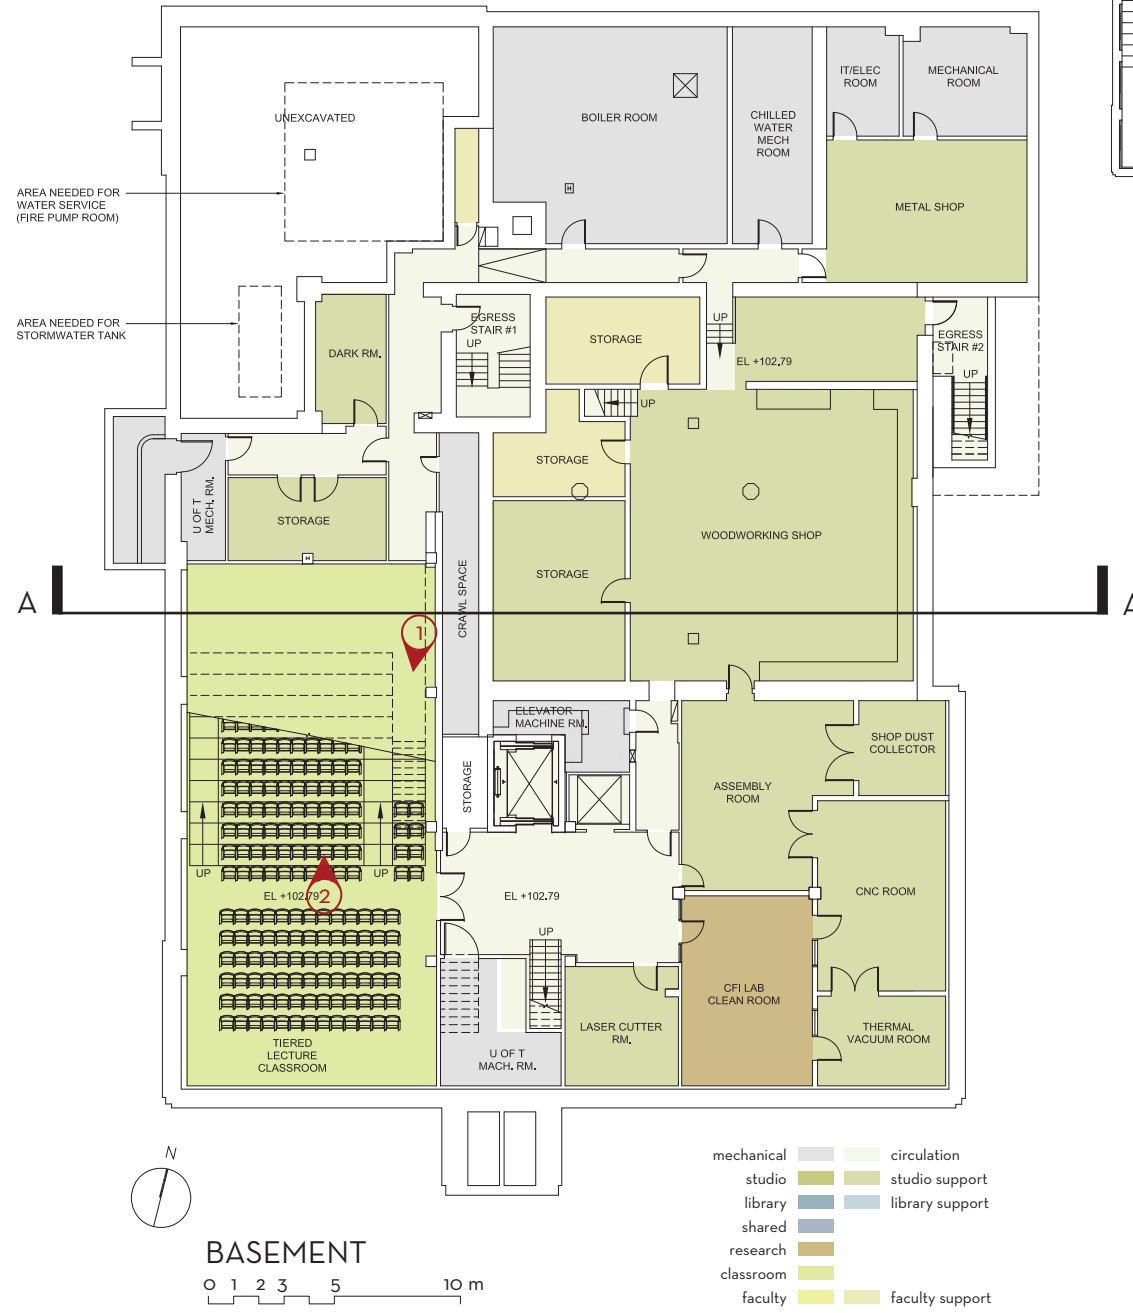 UNEXCAVATED
BOILER ROOM
CHILLED
WATER
MECH
ROOM
IT/ELEC
ROOM
MECHANICAL
ROOM
AREA NEEDED FOR
WATER SERVICE
(FIRE PUMP ROOM)
H
METAL SHOP
AREA NEEDED FOR
STORMWATER TANK
DARK RM.
EGRESS
STAIR #1
UP
STORAGE
UP
EL +102.79
EGRESS
STAIR #2
UP
UP
STORAGE
U OF T
MECH. RM.
STORAGE
H
WOODWORKING SHOP
STORAGE
CRAWL SPACE
A
A
1
ELEVATOR
MACHINE RM.
SHOP DUST
COLLECTOR
STORAGE
ASSEMBLY
ROOM
UP
UP
EL +102.79
2
EL +102.79
CNC ROOM
UP
CFI LAB
CLEAN ROOM
LASER CUTTER
RM.
THERMAL
VACUUM ROOM
TIERED
LECTURE
CLASSROOM
U OF T
MACH. RM.
N
BASEMENT
0 1 2 3 5 10 m
mechanical circulation
studio studio support
library library support
shared
research
classroom
faculty faculty support